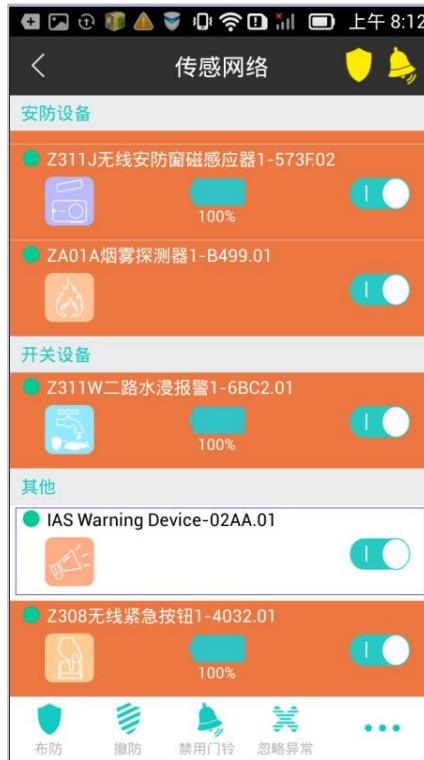 上午 8:12
传感网络
安防设备
Z311J无线安防窗磁感应器1-573F.02
100%
ZA01A烟雾探测器1-B499.01
开关设备
Z311W二路水浸报警1-6BC2.01
100%
其他
IAS Warning Device-02AA.01
Z308无线紧急按钮1-4032.01
100%
布防 撤防 禁用门铃 忽略异常